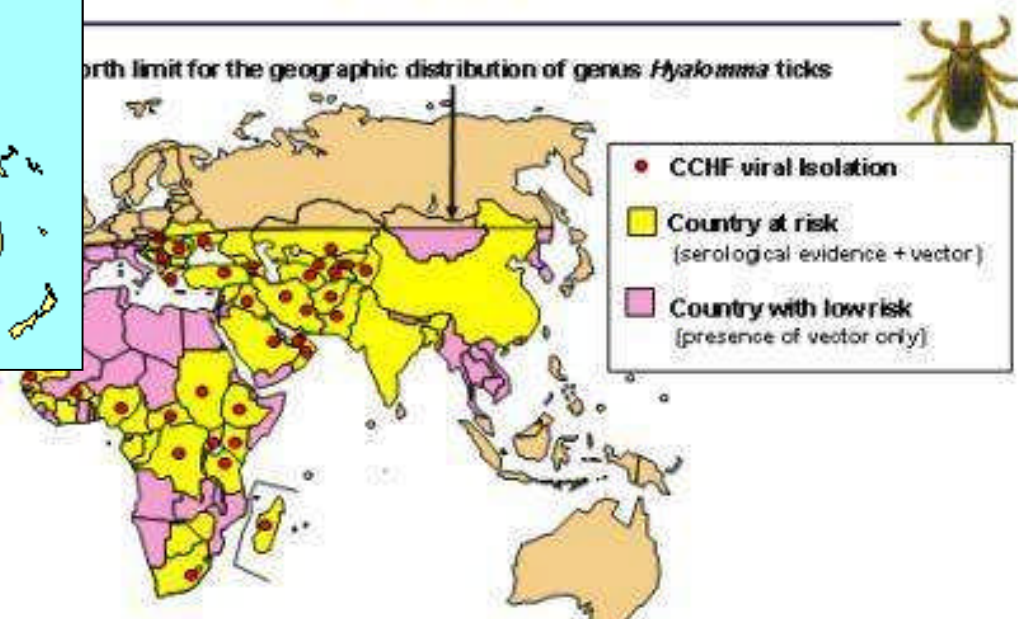 orth limit for the geographic distribution of genus Hyalomma ticks
CCHF viral Isolation
Country at risk
(serological evidence + vector)
Country with low risk
(presence of vector only)